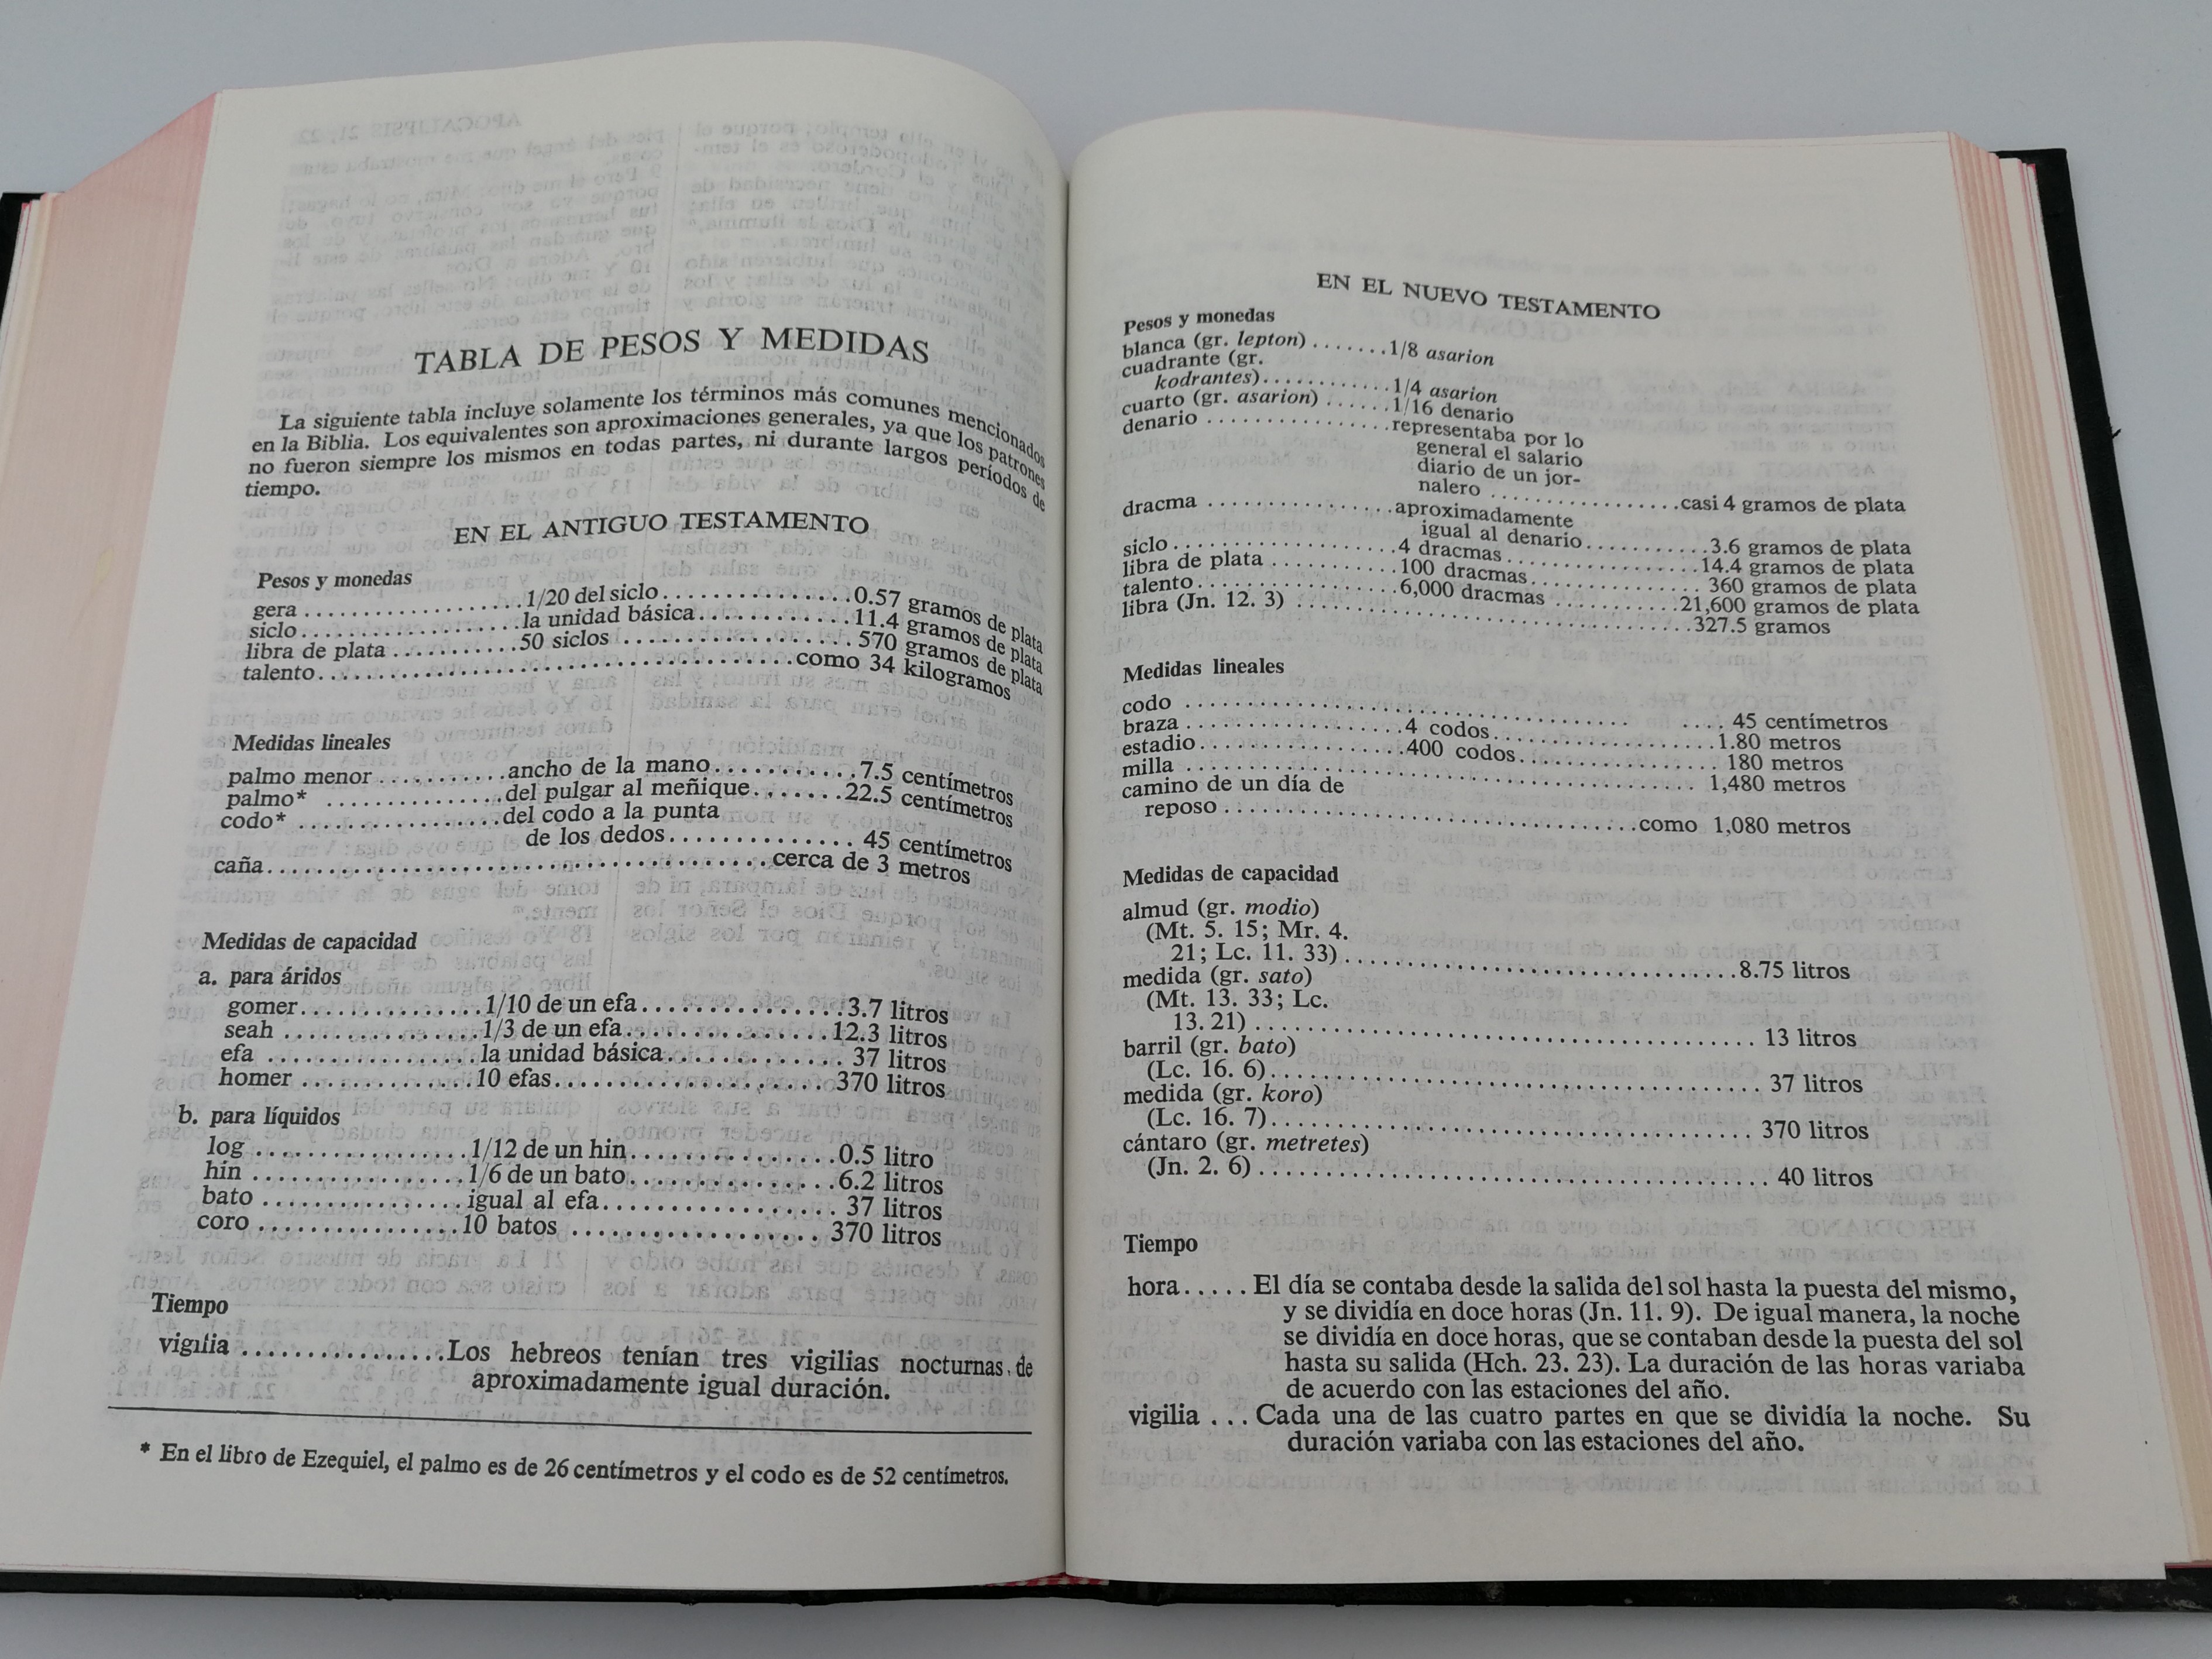 TABLA DE PESOS Y MEDIDAS
La siguiente tabla incluye solamente los términos más comunes mencionados
en la Biblia. Los equivalentes son aproximaciones generales, ya que los patrones
no fueron siempre los mismos en todas partes, ni durante largos períodos de
tiempo.
EN EL ANTIGUO TESTAMENTO
Pesos y monedas
gera ................... 1/20 del siclo ............... 0.57 gramos de plata
siclo ................... la unidad básica ............ 11.4 gramos de plata
libra de plata ........... 50 siclos .................. 570 gramos de plata
talento .......................................... como 34 kilogramos
Medidas lineales
palmo menor ........... ancho de la mano ........... 7.5 centímetros
palmo* ............... del pulgar al meñique ....... 22.5 centímetros
codo* .................. del codo a la punta
de los dedos ............... 45 centímetros
caña .......................................... cerca de 3 metros
Medidas de capacidad
a. para áridos
gomer ................ 1/10 de un efa ................ 3.7 litros
seah ................. 1/3 de un efa ................ 12.3 litros
efa .................. la unidad básica ............. 37 litros
homer ............... 10 efas ...................... 370 litros
b. para líquidos
log ................. 1/12 de un hin ................ 0.5 litro
hin ................. 1/6 de un bato ................ 6.2 litros
bato ................ igual al efa .................. 37 litros
coro ................ 10 batos .................... 370 litros
Tiempo
vigilia ............... Los hebreos tenían tres vigilias nocturnas de
aproximadamente igual duración.
* En el libro de Ezequiel, el palmo es de 26 centímetros y el codo es de 52 centímetros.
EN EL NUEVO TESTAMENTO
Pesos y monedas
blanca (gr. lepton) ....... 1/8 asarion
cuadrante (gr.
kodrantes) ............ 1/4 asarion
cuarto (gr. asarion) ...... 1/16 denario
denario ................ representaba por lo
general el salario
diario de un jor-
nalero ................ casi 4 gramos de plata
dracma ................ aproximadamente
igual al denario ........... 3.6 gramos de plata
siclo ................... 4 dracmas ................. 14.4 gramos de plata
libra de plata ........... 100 dracmas ............... 360 gramos de plata
talento ................. 6,000 dracmas ........... 21,600 gramos de plata
libra (Jn. 12. 3) ................................... 327.5 gramos
Medidas lineales
codo ............................................ 45 centímetros
braza ................... 4 codos .................. 1.80 metros
estadio .................. 400 codos ................. 180 metros
milla ............................................ 1,480 metros
camino de un día de
reposo ..................................... como 1,080 metros
Medidas de capacidad
almud (gr. modio)
(Mt. 5. 15; Mr. 4.
21; Lc. 11. 33) ................................... 8.75 litros
medida (gr. sato)
(Mt. 13. 33; Lc.
13. 21) ............................................ 13 litros
barril (gr. bato)
(Lc. 16. 6) ......................................... 37 litros
medida (gr. koro)
(Lc. 16. 7) ......................................... 370 litros
cántaro (gr. metretes)
(Jn. 2. 6) .......................................... 40 litros
Tiempo
hora ..... El día se contaba desde la salida del sol hasta la puesta del mismo,
y se dividía en doce horas (Jn. 11. 9). De igual manera, la noche
se dividía en doce horas, que se contaban desde la puesta del sol
hasta su salida (Hch. 23. 23). La duración de las horas variaba
de acuerdo con las estaciones del año.
vigilia ... Cada una de las cuatro partes en que se dividía la noche. Su
duración variaba con las estaciones del año.